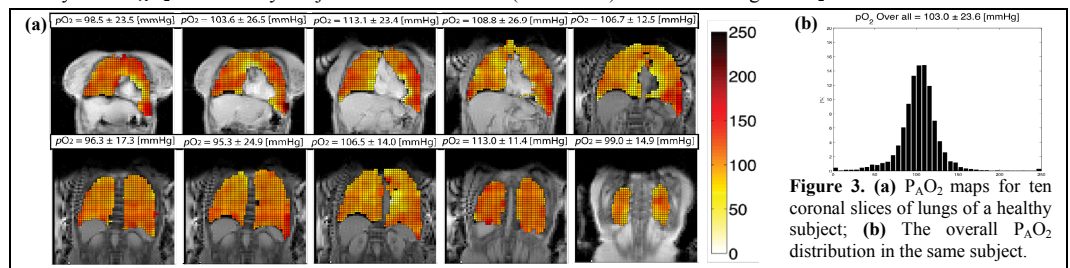 (a)
pO2 = 98.5 ± 23.5 [mmHg]
pO2 − 103.6 ± 26.5 [mmHg]
pO2 = 113.1 ± 23.4 [mmHg]
pO2 = 108.8 ± 26.9 [mmHg]
pO2 − 106.7 ± 12.5 [mmHg]
pO2 = 96.3 ± 17.3 [mmHg]
pO2 = 95.3 ± 24.9 [mmHg]
pO2 = 106.5 ± 14.0 [mmHg]
pO2 = 113.0 ± 11.4 [mmHg]
pO2 = 99.0 ± 14.9 [mmHg]
250
200
150
100
50
0
(b)
pO2 Over all = 103.0 ± 23.6 [mmHg]
Figure 3. (a) PAO2 maps for ten
coronal slices of lungs of a healthy
subject; (b) The overall PAO2
distribution in the same subject.